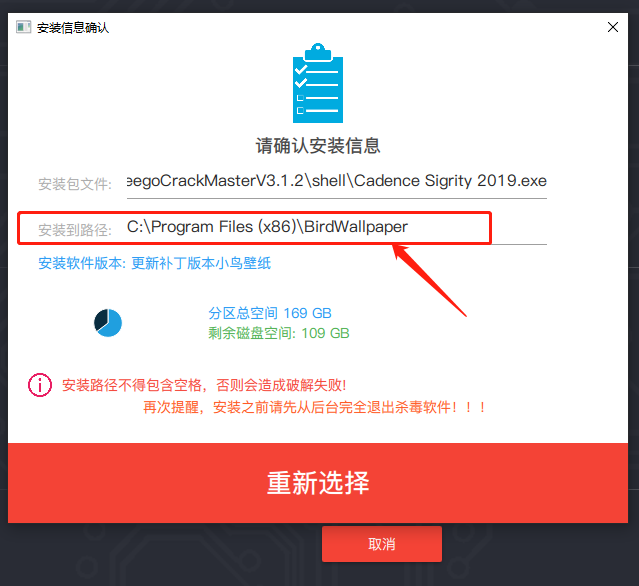 安装信息确认
请确认安装信息
安装包文件: eegoCrackMasterV3.1.2\shell\Cadence Sigrity 2019.exe
安装到路径: C:\Program Files (x86)\BirdWallpaper
安装软件版本: 更新补丁版本小鸟壁纸
分区总空间 169 GB
剩余磁盘空间: 109 GB
安装路径不得包含空格，否则会造成破解失败!
再次提醒，安装之前请先从后台完全退出杀毒软件！！！
重新选择
取消